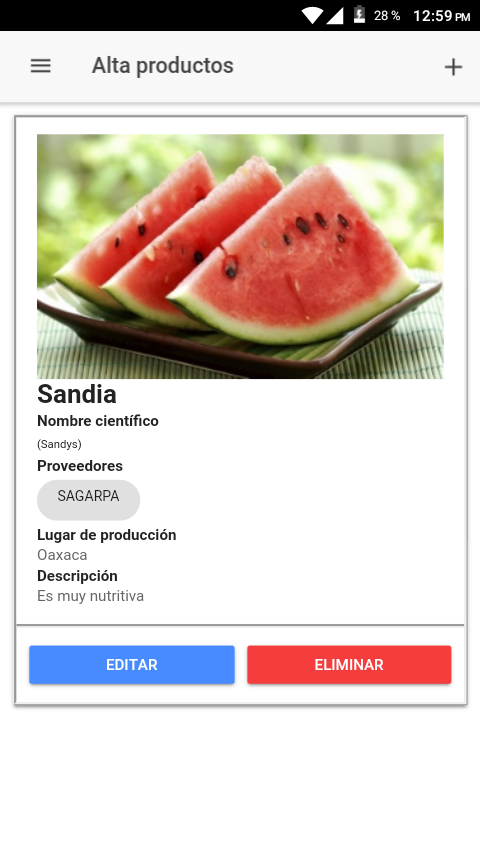 28 % 12:59 PM
Alta productos
Sandia
Nombre científico
(Sandys)
Proveedores
SAGARPA
Lugar de producción
Oaxaca
Descripción
Es muy nutritiva
EDITAR ELIMINAR